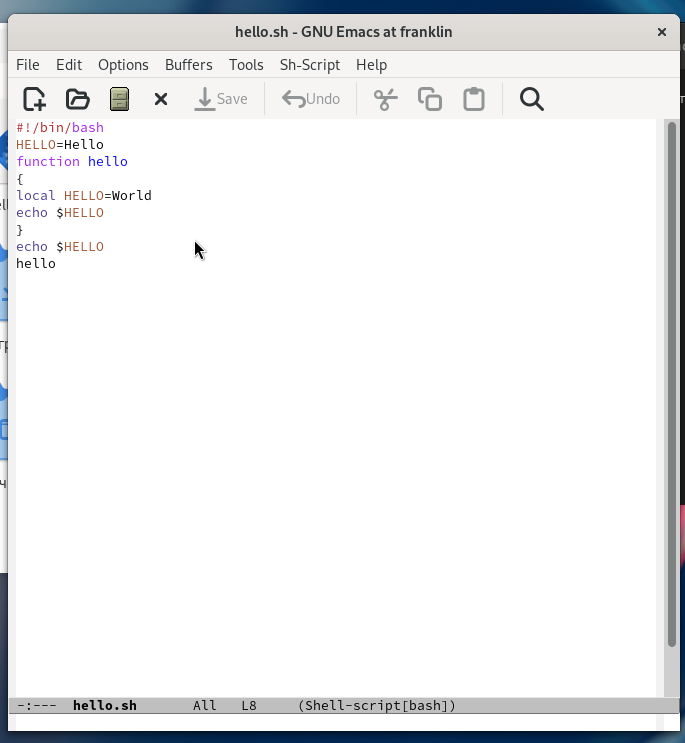 hello.sh - GNU Emacs at franklin
File Edit Options Buffers Tools Sh-Script Help
Save Undo
#!/bin/bash
HELLO=Hello
function hello
{
local HELLO=World
echo $HELLO
}
echo $HELLO
hello
-:--- hello.sh All L8 (Shell-script[bash])